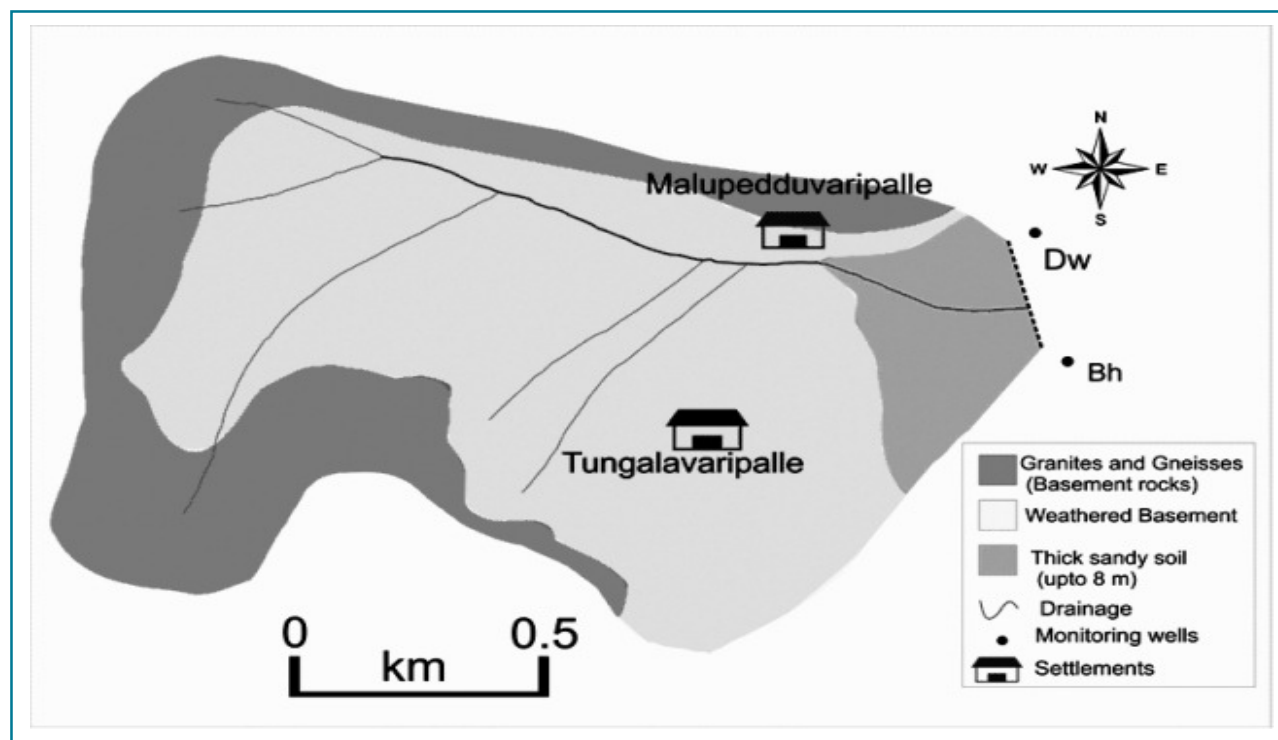 N
W E
S
Malupedduvaripalle
Dw
Bh
Tungalavaripalle
0 0.5
km
Granites and Gneisses
(Basement rocks)
Weathered Basement
Thick sandy soil
(upto 8 m)
Drainage
Monitoring wells
Settlements